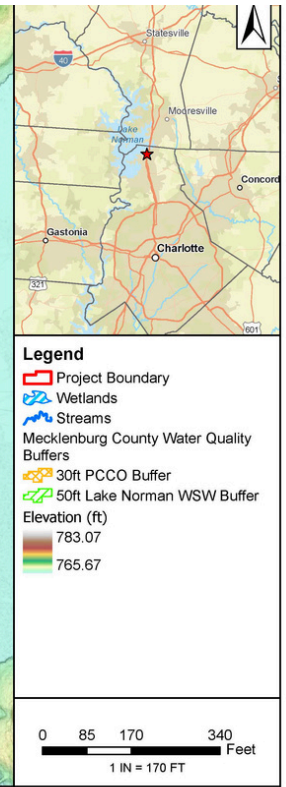 Statesville
40
Mooresville
Lake
Norman
Concord
Gastonia
Charlotte
321
601
Legend
Project Boundary
Wetlands
Streams
Mecklenburg County Water Quality
Buffers
30ft PCCO Buffer
50ft Lake Norman WSW Buffer
Elevation (ft)
783.07
765.67
0 85 170 340
Feet
1 IN = 170 FT